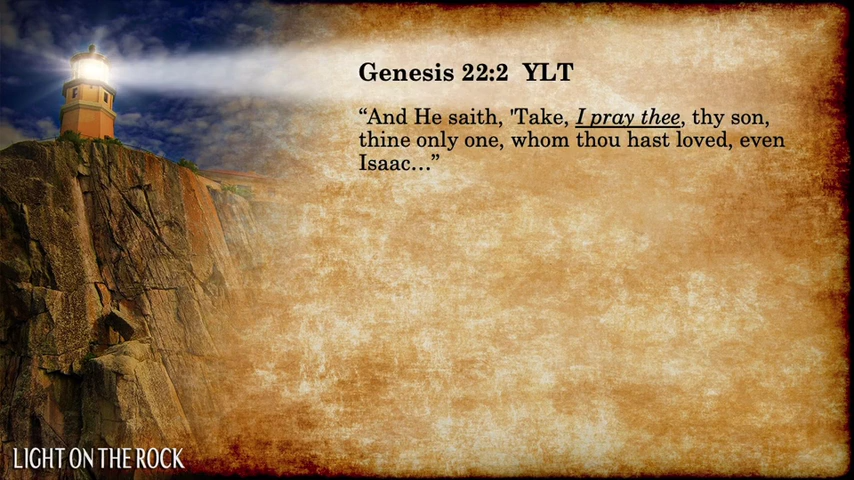 Genesis 22:2 YLT
“And He saith, 'Take, I pray thee, thy son,
thine only one, whom thou hast loved, even
Isaac…”
LIGHT ON THE ROCK